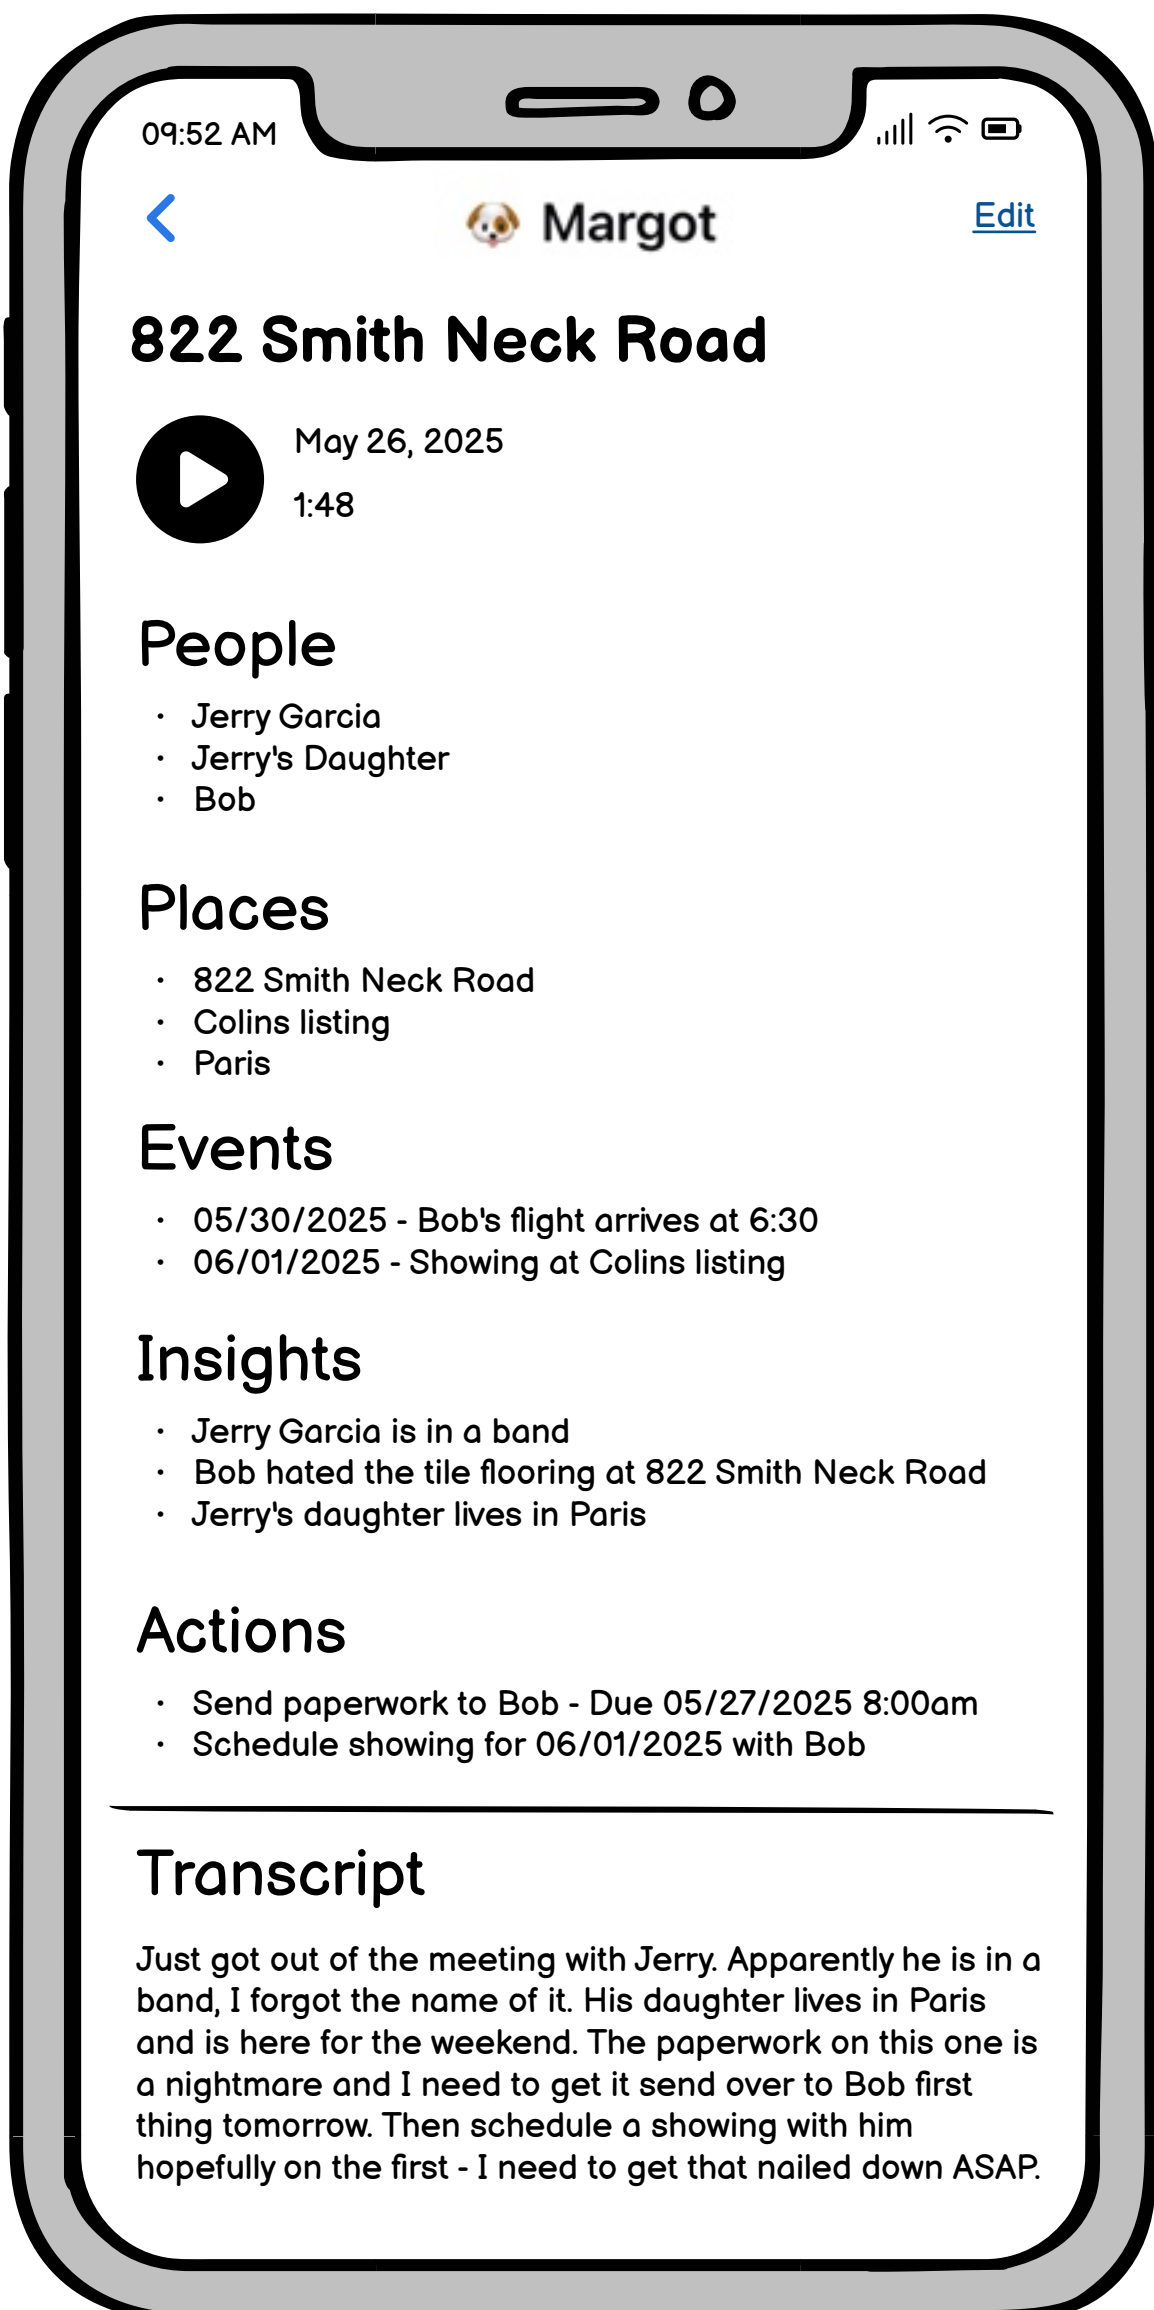 09:52 AM
Margot
Edit
822 Smith Neck Road
May 26, 2025
1:48
People
· Jerry Garcia
· Jerry's Daughter
· Bob
Places
· 822 Smith Neck Road
· Colins listing
· Paris
Events
· 05/30/2025 - Bob's flight arrives at 6:30
· 06/01/2025 - Showing at Colins listing
Insights
· Jerry Garcia is in a band
· Bob hated the tile flooring at 822 Smith Neck Road
· Jerry's daughter lives in Paris
Actions
· Send paperwork to Bob - Due 05/27/2025 8:00am
· Schedule showing for 06/01/2025 with Bob
Transcript
Just got out of the meeting with Jerry. Apparently he is in a
band, I forgot the name of it. His daughter lives in Paris
and is here for the weekend. The paperwork on this one is
a nightmare and I need to get it send over to Bob first
thing tomorrow. Then schedule a showing with him
hopefully on the first - I need to get that nailed down ASAP.